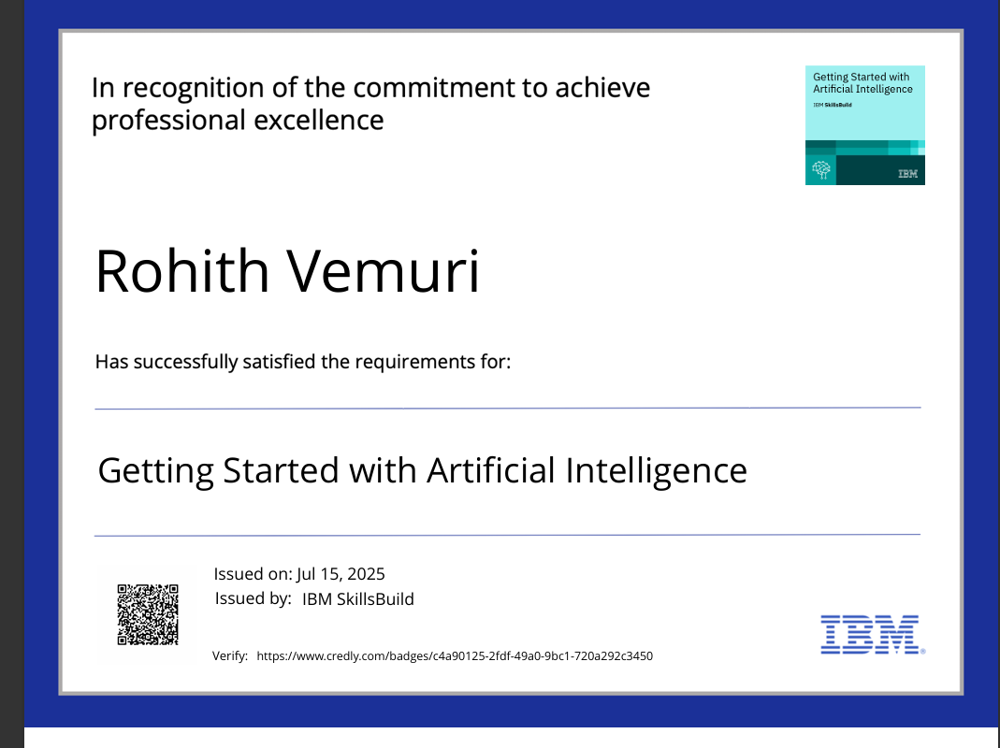 In recognition of the commitment to achieve
professional excellence
Getting Started with
Artificial Intelligence
IBM SkillsBuild
IBM
Rohith Vemuri
Has successfully satisfied the requirements for:
Getting Started with Artificial Intelligence
Issued on: Jul 15, 2025
Issued by: IBM SkillsBuild
Verify: https://www.credly.com/badges/c4a90125-2fdf-49a0-9bc1-720a292c3450
IBM®